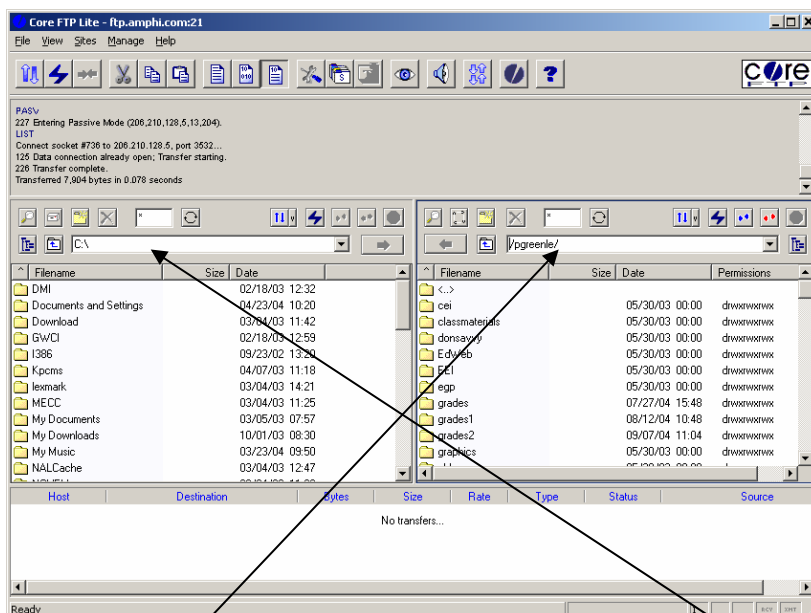 Core FTP Lite - ftp.amphi.com:21
File View Sites Manage Help
CORE
PASV
227 Entering Passive Mode (206,210,128,5,13,204).
LIST
Connect socket #736 to 206.210.128.5, port 3532...
125 Data connection already open; Transfer starting.
226 Transfer complete.
Transferred 7,904 bytes in 0.078 seconds
*
C:\
^ Filename Size Date
DMI 02/18/03 12:32
Documents and Settings 04/23/04 10:20
Download 03/04/03 11:42
GWCI 02/18/03 12:59
I386 09/23/02 13:20
Kpcms 04/07/03 11:18
lexmark 03/04/03 14:21
MECC 03/04/03 11:25
My Documents 03/05/03 07:57
My Downloads 10/01/03 08:30
My Music 03/23/04 09:50
NALCache 03/04/03 12:47
*
/pgreenle/
^ Filename Size Date Permissions
<..>
cei 05/30/03 00:00 drwxrwxrwx
classmaterials 05/30/03 00:00 drwxrwxrwx
donsavvy 05/30/03 00:00 drwxrwxrwx
EdWeb 05/30/03 00:00 drwxrwxrwx
EEI 05/30/03 00:00 drwxrwxrwx
egp 05/30/03 00:00 drwxrwxrwx
grades 07/27/04 15:48 drwxrwxrwx
grades1 08/12/04 10:48 drwxrwxrwx
grades2 09/07/04 11:04 drwxrwxrwx
graphics 05/30/03 00:00 drwxrwxrwx
Host Destination Bytes Size Rate Type Status Source
No transfers...
Ready